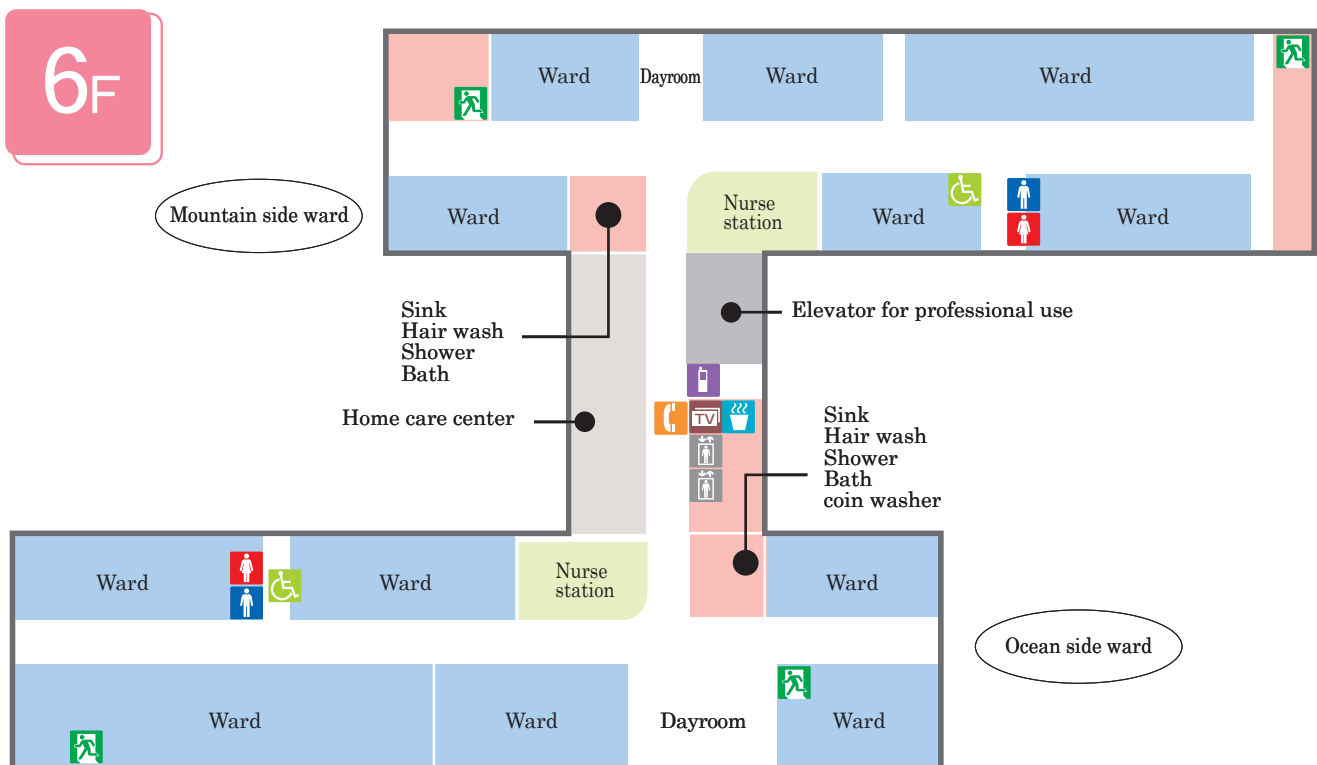 6F
Ward
Dayroom
Ward
Ward
Mountain side ward
Ward
Nurse
station
Ward
Ward
Sink
Hair wash
Shower
Bath
Elevator for professional use
Home care center
TV
Sink
Hair wash
Shower
Bath
coin washer
Ward
Ward
Nurse
station
Ward
Ocean side ward
Ward
Ward
Dayroom
Ward